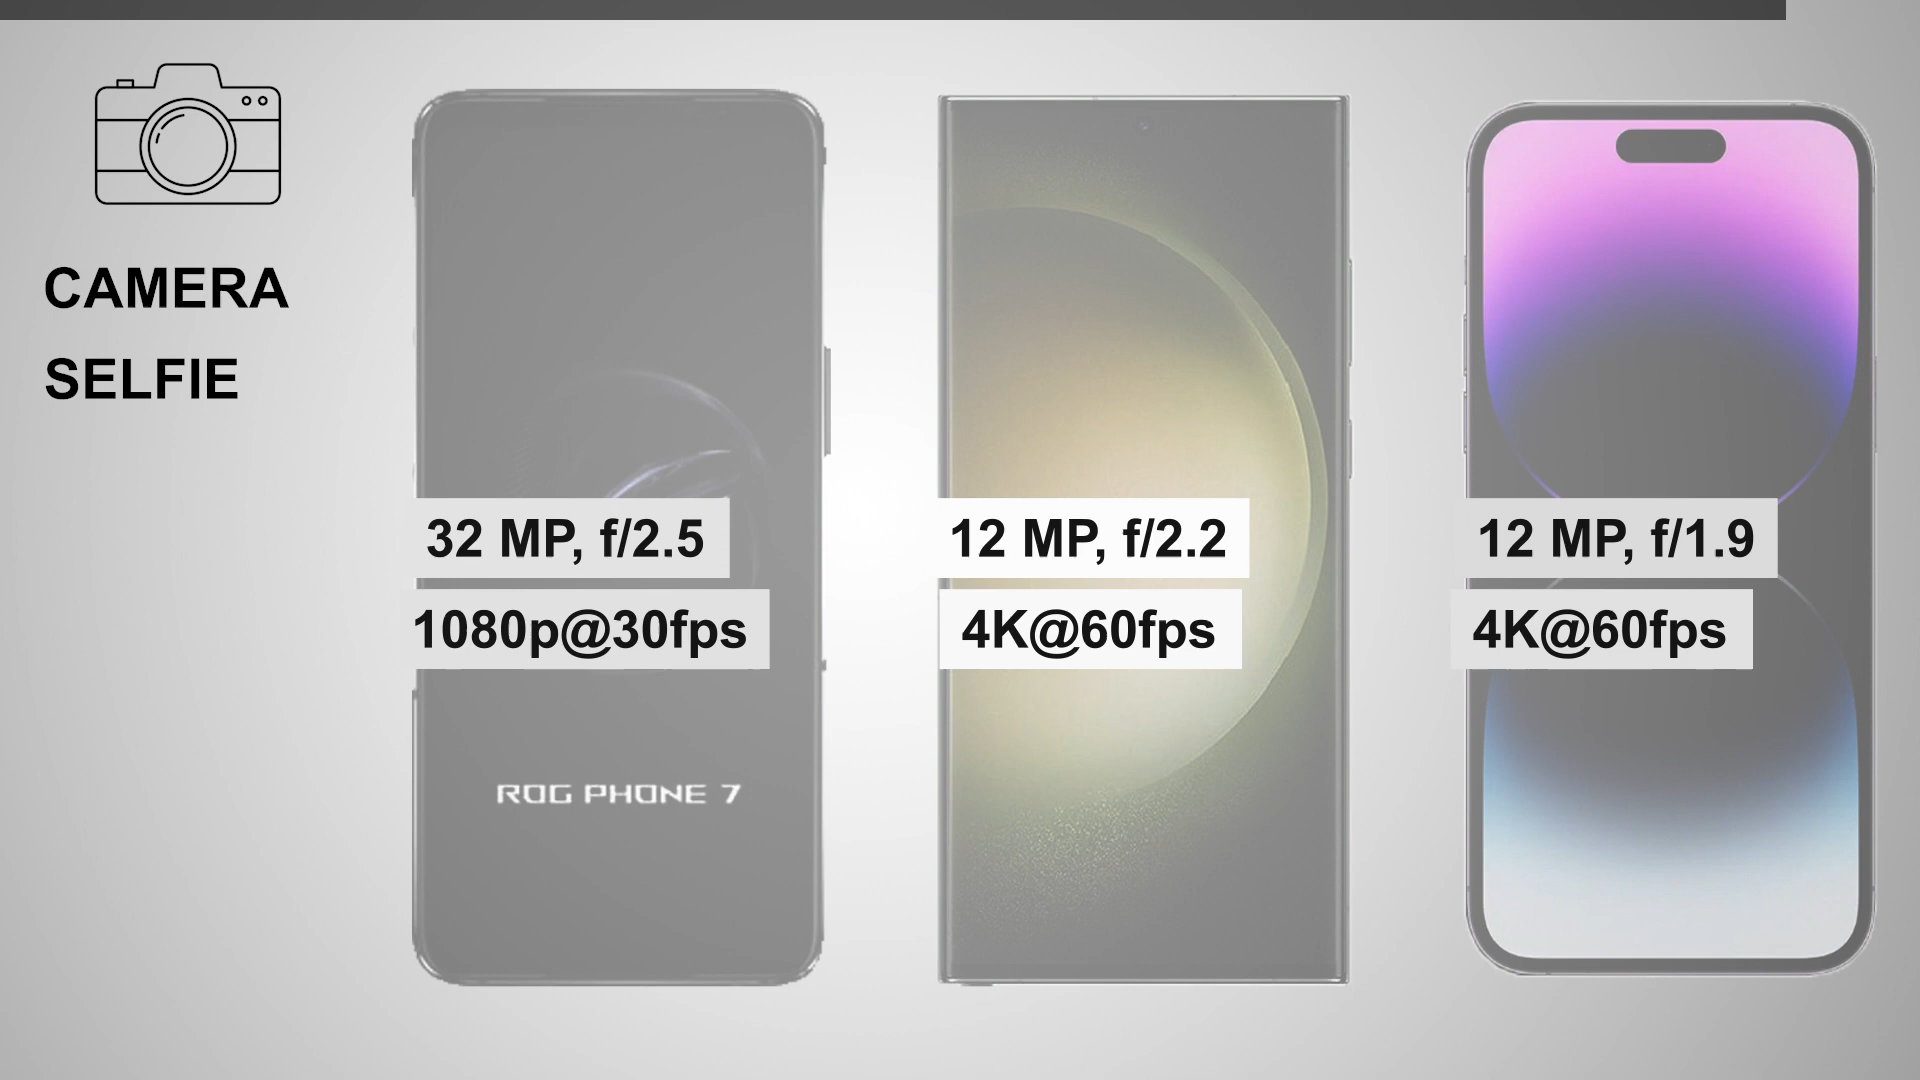 CAMERA
SELFIE
32 MP, f/2.5
1080p@30fps
ROG PHONE 7
12 MP, f/2.2
4K@60fps
12 MP, f/1.9
4K@60fps